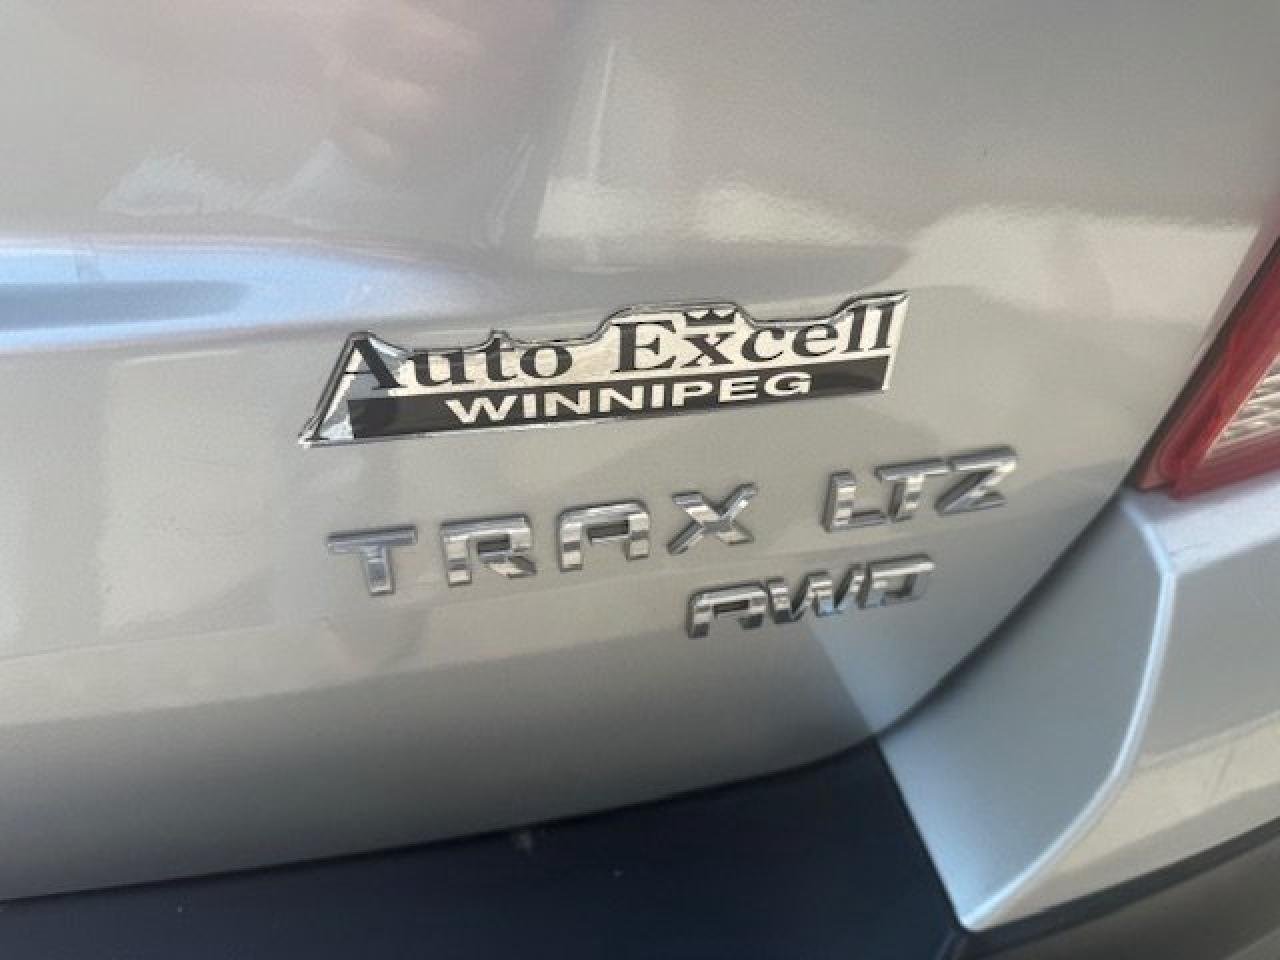 Auto Excell
WINNIPEG
TRAX LTZ
AWD